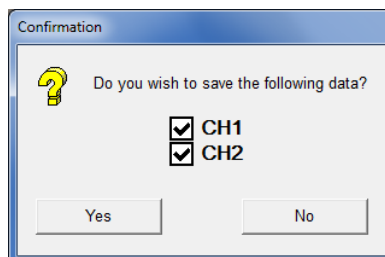 Confirmation
Do you wish to save the following data?
CH1
CH2
Yes No